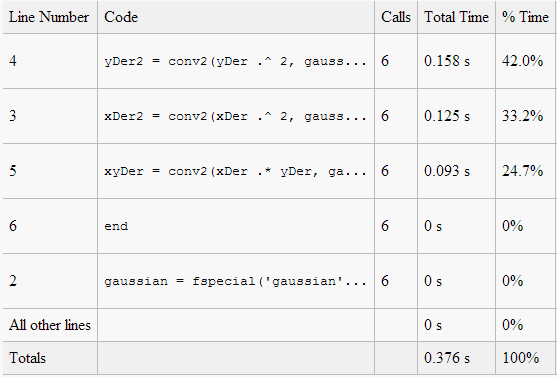 Line Number Code Calls Total Time % Time
4 yDer2 = conv2(yDer .^ 2, gauss... 6 0.158 s 42.0%
3 xDer2 = conv2(xDer .^ 2, gauss... 6 0.125 s 33.2%
5 xyDer = conv2(xDer .* yDer, ga... 6 0.093 s 24.7%
6 end 6 0 s 0%
2 gaussian = fspecial('gaussian'... 6 0 s 0%
All other lines 0 s 0%
Totals 0.376 s 100%